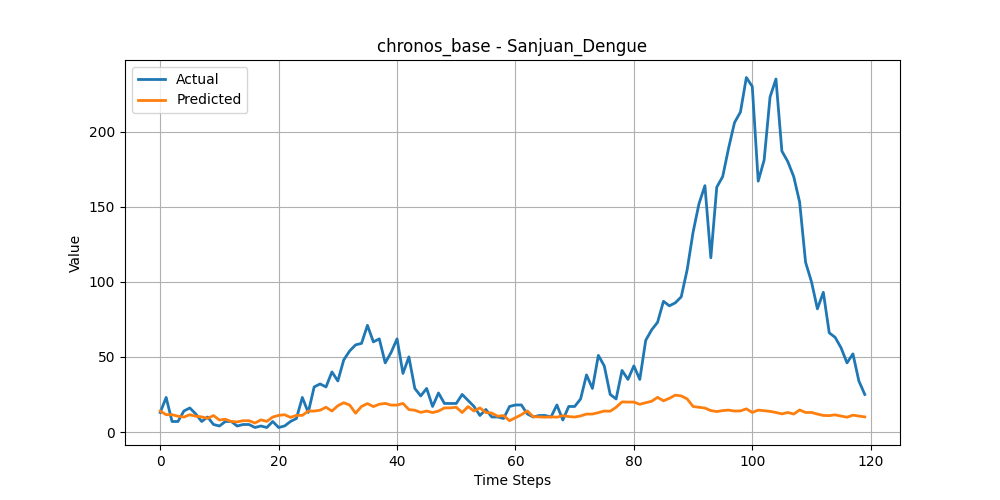 chronos_base - Sanjuan_Dengue
Actual
Predicted
200
150
100
50
0
Value
0 20 40 60 80 100 120
Time Steps